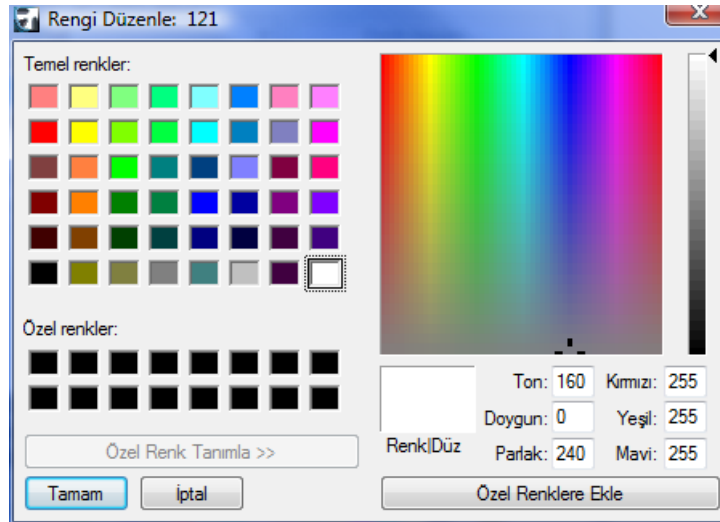 Rengi Düzenle: 121
Temel renkler:
Özel renkler:
Özel Renk Tanımla >>
Tamam
İptal
Renk|Düz
Ton: 160
Kırmızı: 255
Doygun: 0
Yeşil: 255
Parlak: 240
Mavi: 255
Özel Renklere Ekle